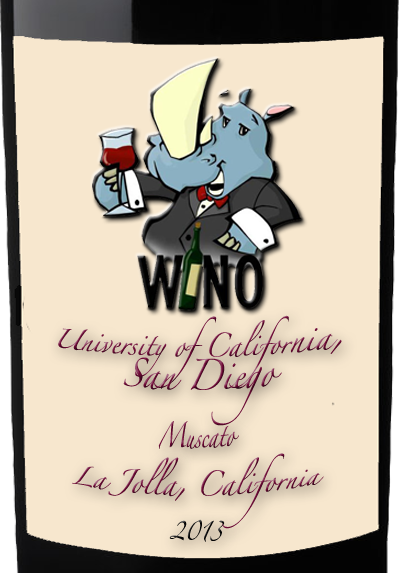 WINO
University of California,
San Diego
Muscato
La Jolla, California
2013